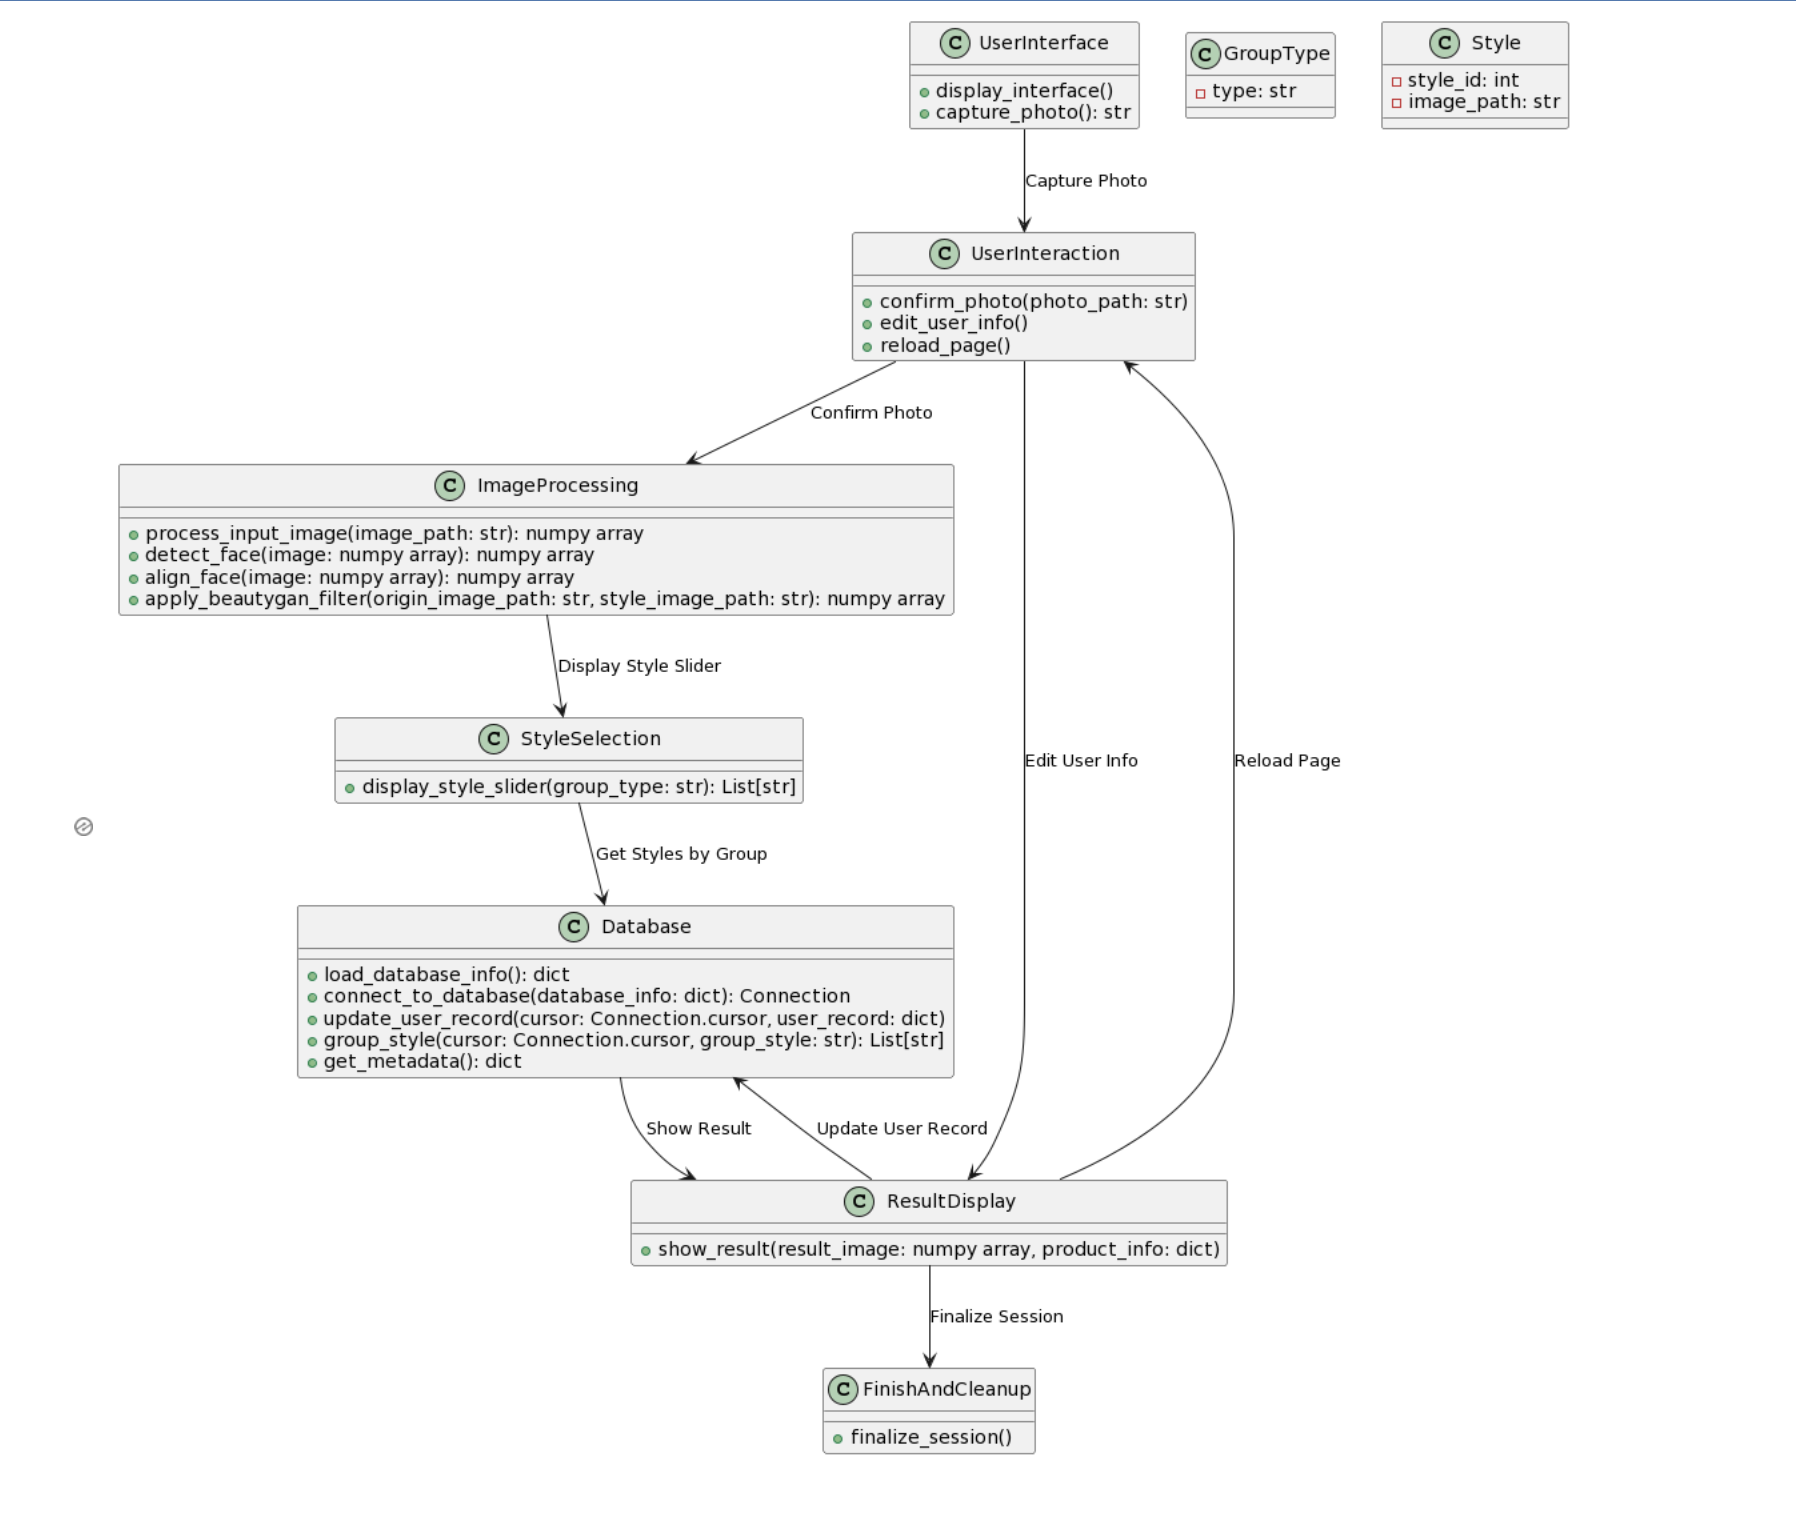 C UserInterface
display_interface()
capture_photo(): str
C GroupType
type: str
C Style
style_id: int
image_path: str
Capture Photo
C UserInteraction
confirm_photo(photo_path: str)
edit_user_info()
reload_page()
Confirm Photo
C ImageProcessing
process_input_image(image_path: str): numpy array
detect_face(image: numpy array): numpy array
align_face(image: numpy array): numpy array
apply_beautygan_filter(origin_image_path: str, style_image_path: str): numpy array
Display Style Slider
C StyleSelection
display_style_slider(group_type: str): List[str]
Edit User Info
Reload Page
Get Styles by Group
C Database
load_database_info(): dict
connect_to_database(database_info: dict): Connection
update_user_record(cursor: Connection.cursor, user_record: dict)
group_style(cursor: Connection.cursor, group_style: str): List[str]
get_metadata(): dict
Show Result
Update User Record
C ResultDisplay
show_result(result_image: numpy array, product_info: dict)
Finalize Session
C FinishAndCleanup
finalize_session()